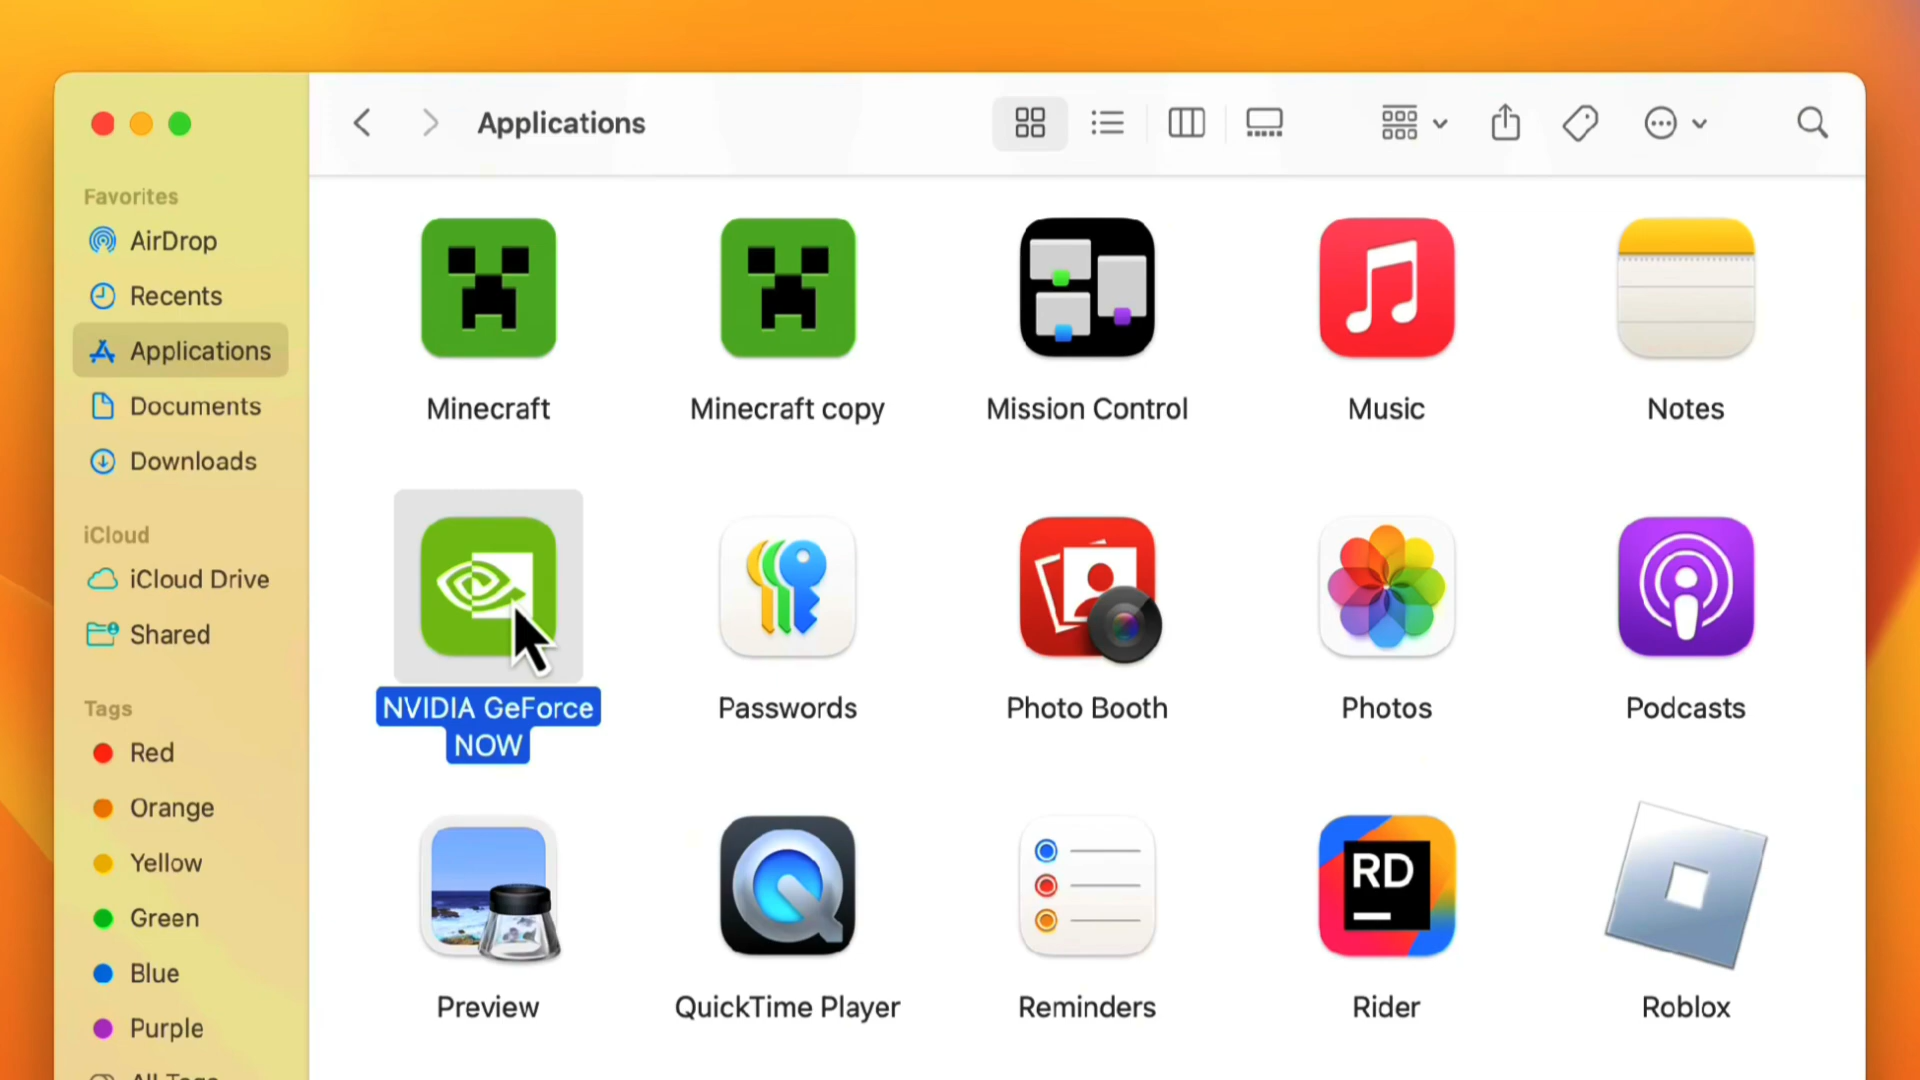 Applications
Favorites
AirDrop
Recents
Applications
Documents
Downloads
iCloud
iCloud Drive
Shared
Tags
Red
Orange
Yellow
Green
Blue
Purple
All Tags
Minecraft
Minecraft copy
Mission Control
Music
Notes
NVIDIA GeForce
NOW
Passwords
Photo Booth
Photos
Podcasts
RD
Preview
QuickTime Player
Reminders
Rider
Roblox